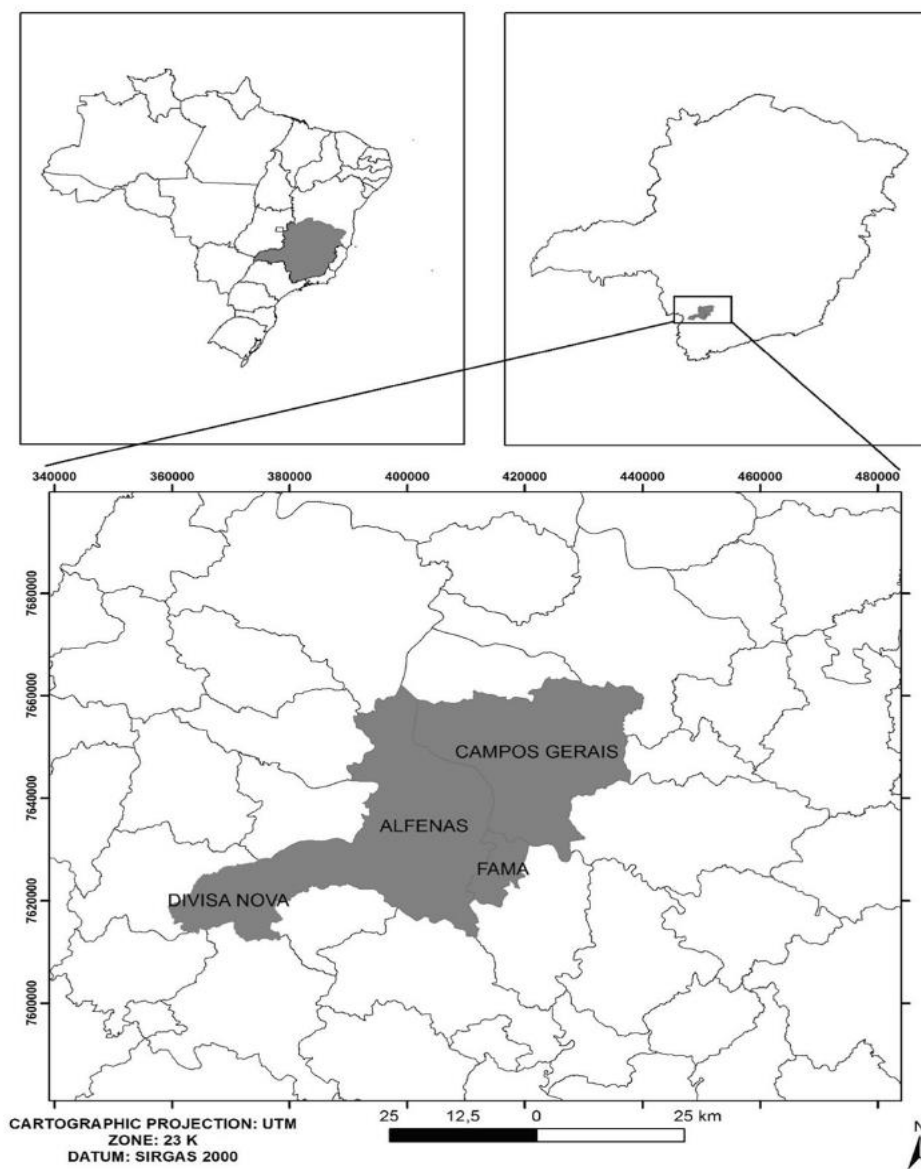 340000 360000 380000 400000 420000 440000 460000 480000
7680000
7660000
7640000
7620000
7600000
CAMPOS GERAIS
ALFENAS
FAMA
DIVISA NOVA
CARTOGRAPHIC PROJECTION: UTM
ZONE: 23 K
DATUM: SIRGAS 2000
25 12,5 0 25 km
N